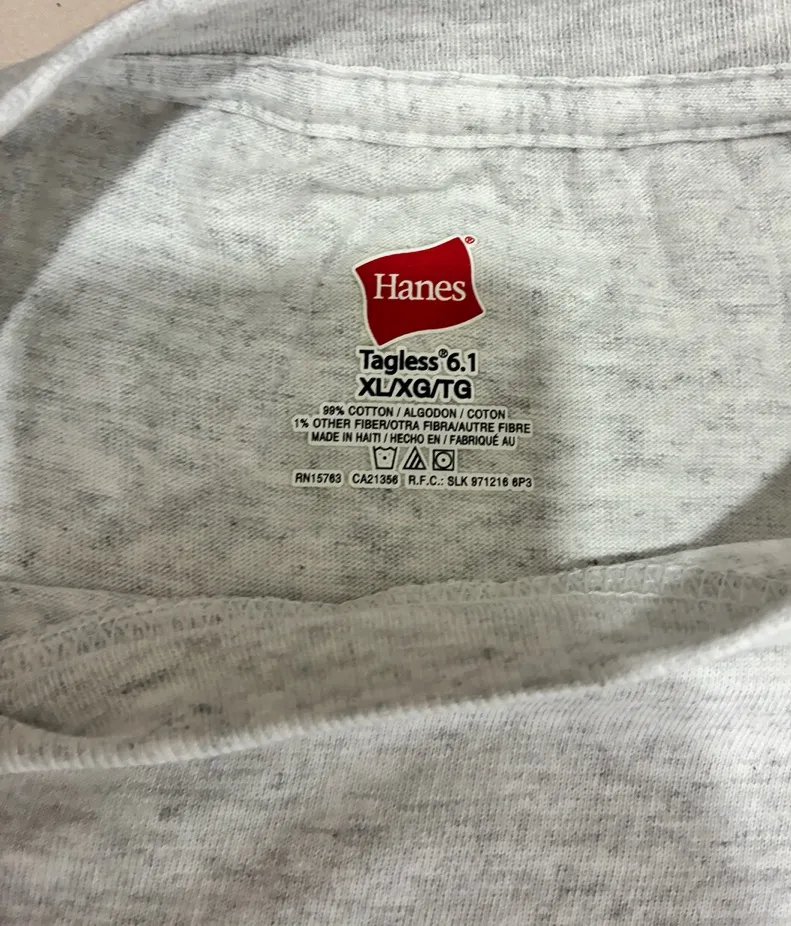 Hanes®
Tagless® 6.1
XL/XG/TG
99% COTTON / ALGODON / COTON
1% OTHER FIBER/OTRA FIBRA/AUTRE FIBRE
MADE IN HAITI / HECHO EN / FABRIQUÉ AU
RN15763 CA21356 R.F.C.: SLK 971216 6P3